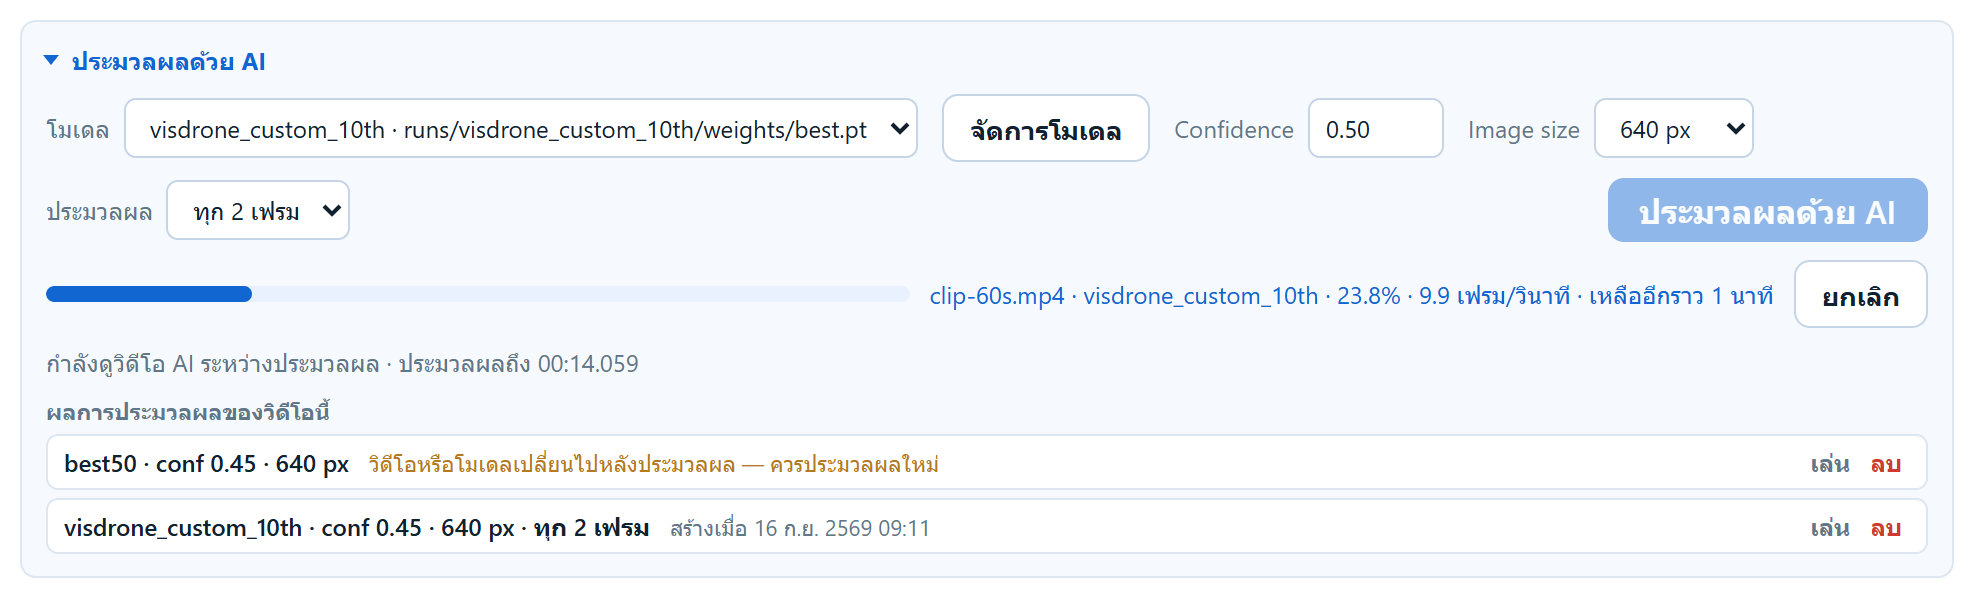 ประมวลผลด้วย AI
โมเดล visdrone_custom_10th · runs/visdrone_custom_10th/weights/best.pt จัดการโมเดล Confidence 0.50 Image size 640 px
ประมวลผล ทุก 2 เฟรม ประมวลผลด้วย AI
clip-60s.mp4 · visdrone_custom_10th · 23.8% · 9.9 เฟรม/วินาที · เหลืออีกราว 1 นาที ยกเลิก
กำลังดูวิดีโอ AI ระหว่างประมวลผล · ประมวลผลถึง 00:14.059
ผลการประมวลผลของวิดีโอนี้
best50 · conf 0.45 · 640 px วิดีโอหรือโมเดลเปลี่ยนไปหลังประมวลผล — ควรประมวลผลใหม่ เล่น ลบ
visdrone_custom_10th · conf 0.45 · 640 px · ทุก 2 เฟรม สร้างเมื่อ 16 ก.ย. 2569 09:11 เล่น ลบ